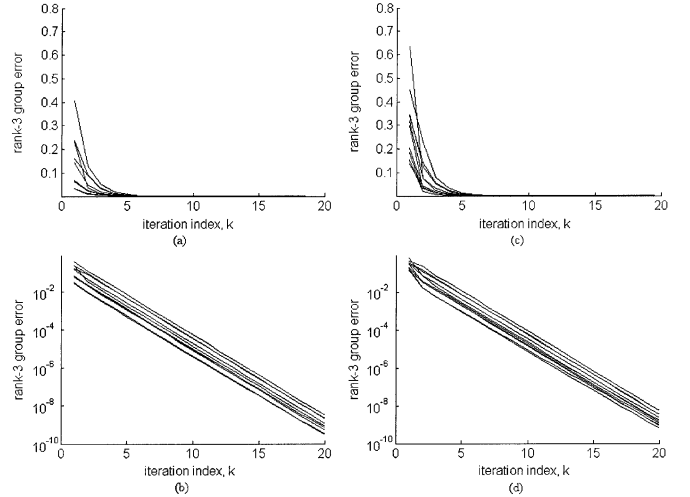 0.8
0.7
0.6
0.5
0.4
0.3
0.2
0.1
rank-3 group error
0 5 10 15 20
iteration index, k
(a)
0.8
0.7
0.6
0.5
0.4
0.3
0.2
0.1
rank-3 group error
0 5 10 15 20
iteration index, k
(c)
10^-2
10^-4
10^-6
10^-8
10^-10
rank-3 group error
0 5 10 15 20
iteration index, k
(b)
10^-2
10^-4
10^-6
10^-8
10^-10
rank-3 group error
0 5 10 15 20
iteration index, k
(d)